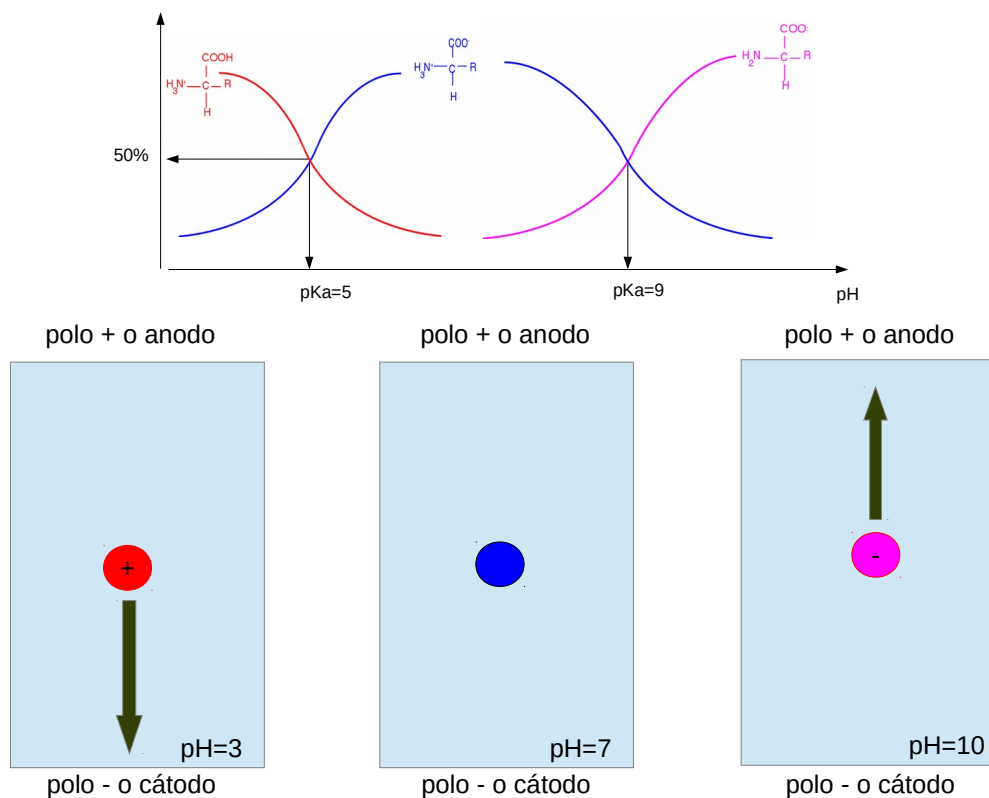 COOH
H₃N⁺ C R
H
COO⁻
H₃N⁺ C R
H
COO⁻
H₂N C R
H
50%
pKa=5
pKa=9
pH
polo + o anodo
polo + o anodo
polo + o anodo
+
-
pH=3
pH=7
pH=10
polo - o cátodo
polo - o cátodo
polo - o cátodo